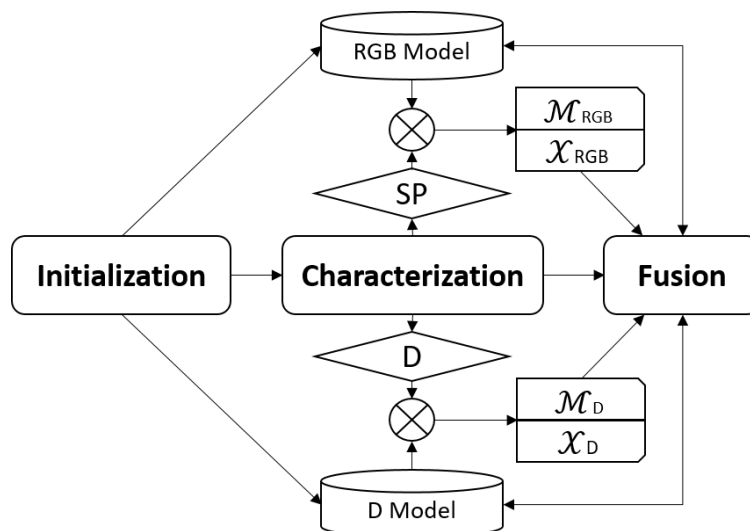 RGB Model
ℳRGB
𝒳RGB
SP
Initialization
Characterization
Fusion
D
ℳD
𝒳D
D Model